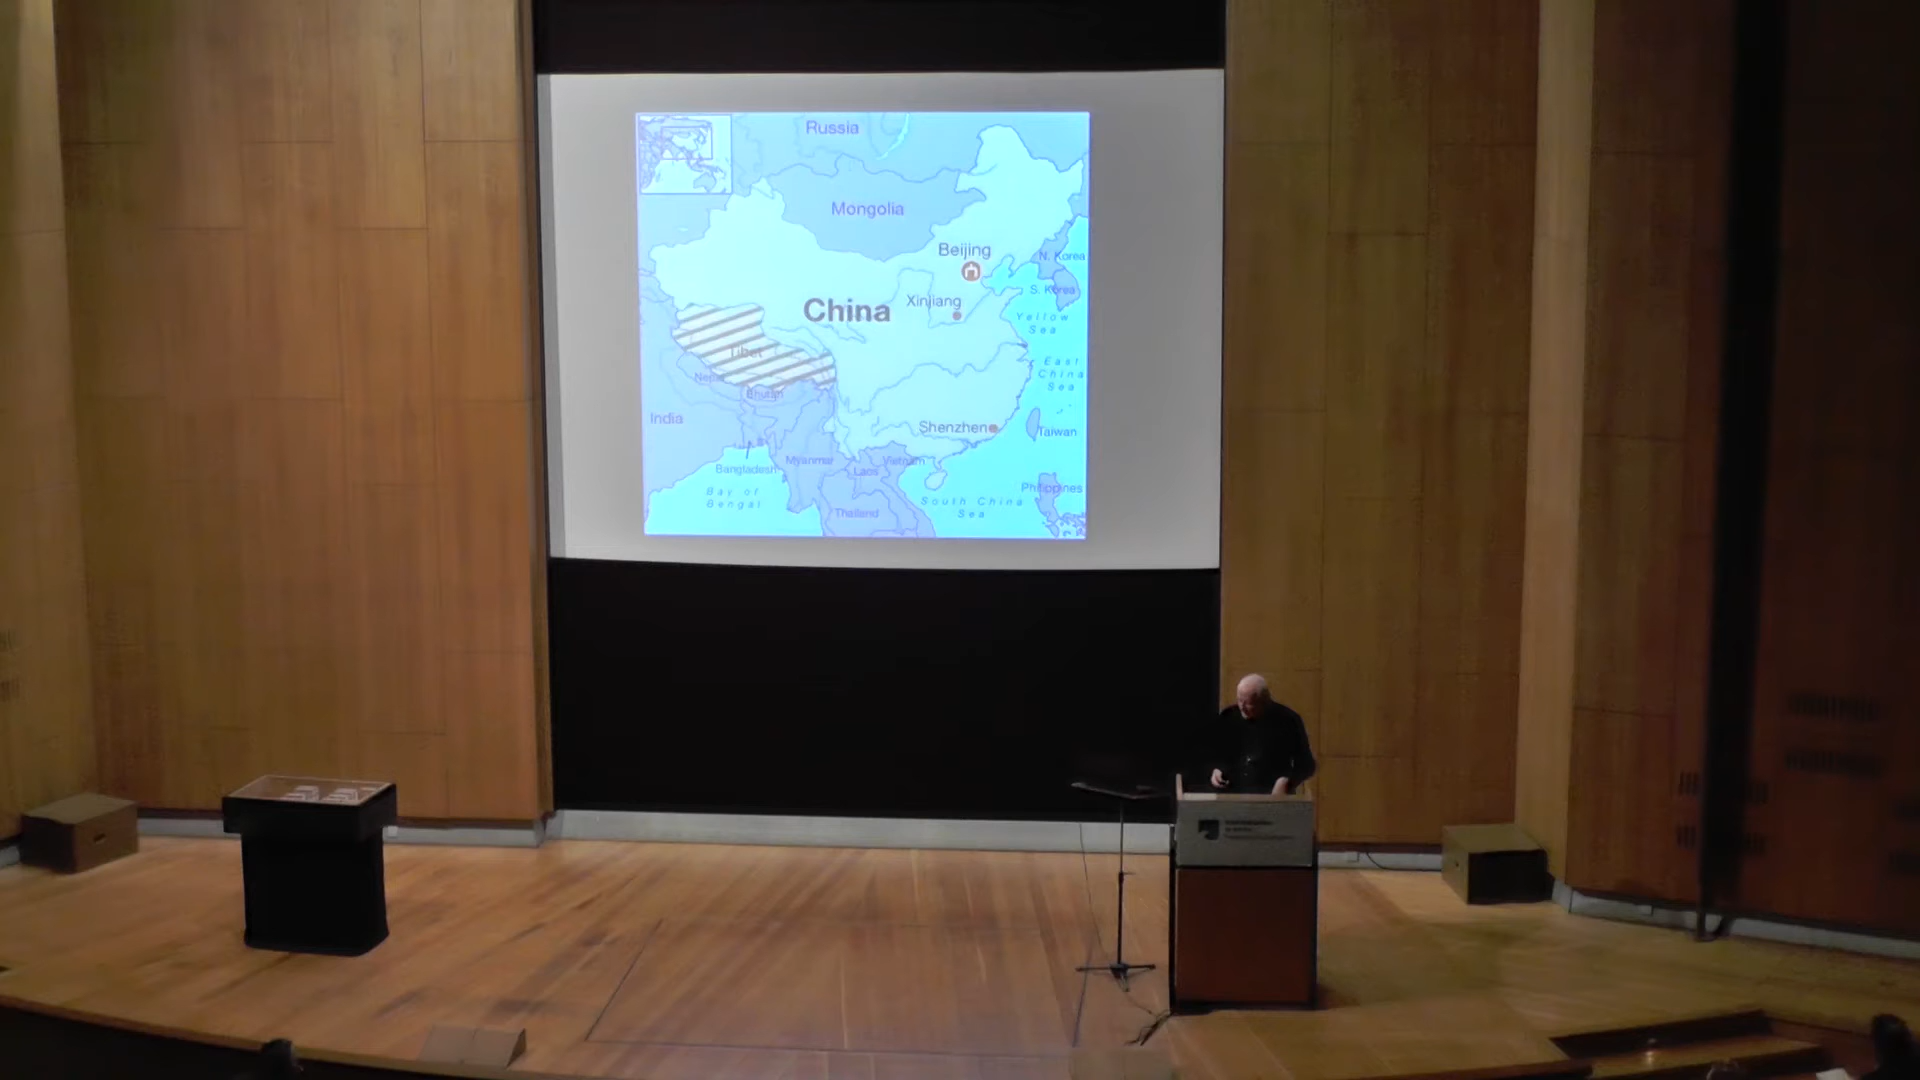 Russia
Mongolia
Beijing
N. Korea
China
Xinjiang
S. Korea
Yellow
Sea
Tibet
East
China
Sea
Nepal
Bhutan
India
Shenzhen
Taiwan
Bangladesh
Myanmar
Laos
Vietnam
Bay of
Bengal
South China
Sea
Philippines
Thailand